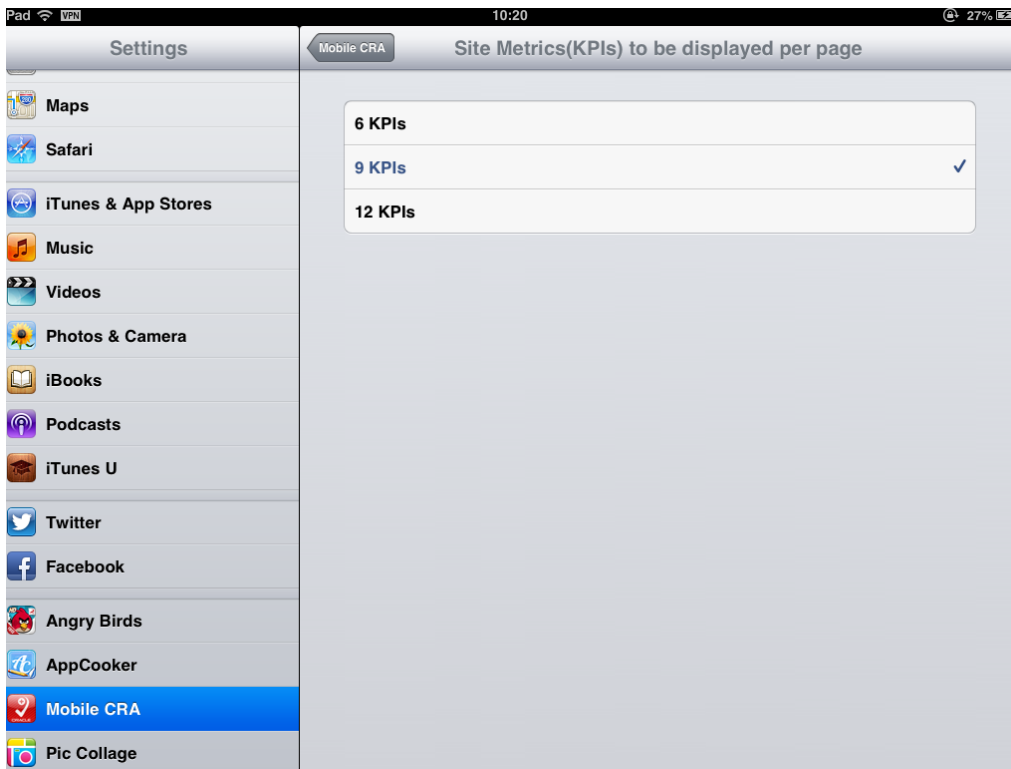 Pad VPN 10:20 27%
Settings
Mobile CRA Site Metrics(KPIs) to be displayed per page
Maps
Safari
iTunes & App Stores
Music
Videos
Photos & Camera
iBooks
Podcasts
iTunes U
Twitter
Facebook
Angry Birds
AppCooker
ORACLE
Mobile CRA
Pic Collage
6 KPIs
9 KPIs
12 KPIs